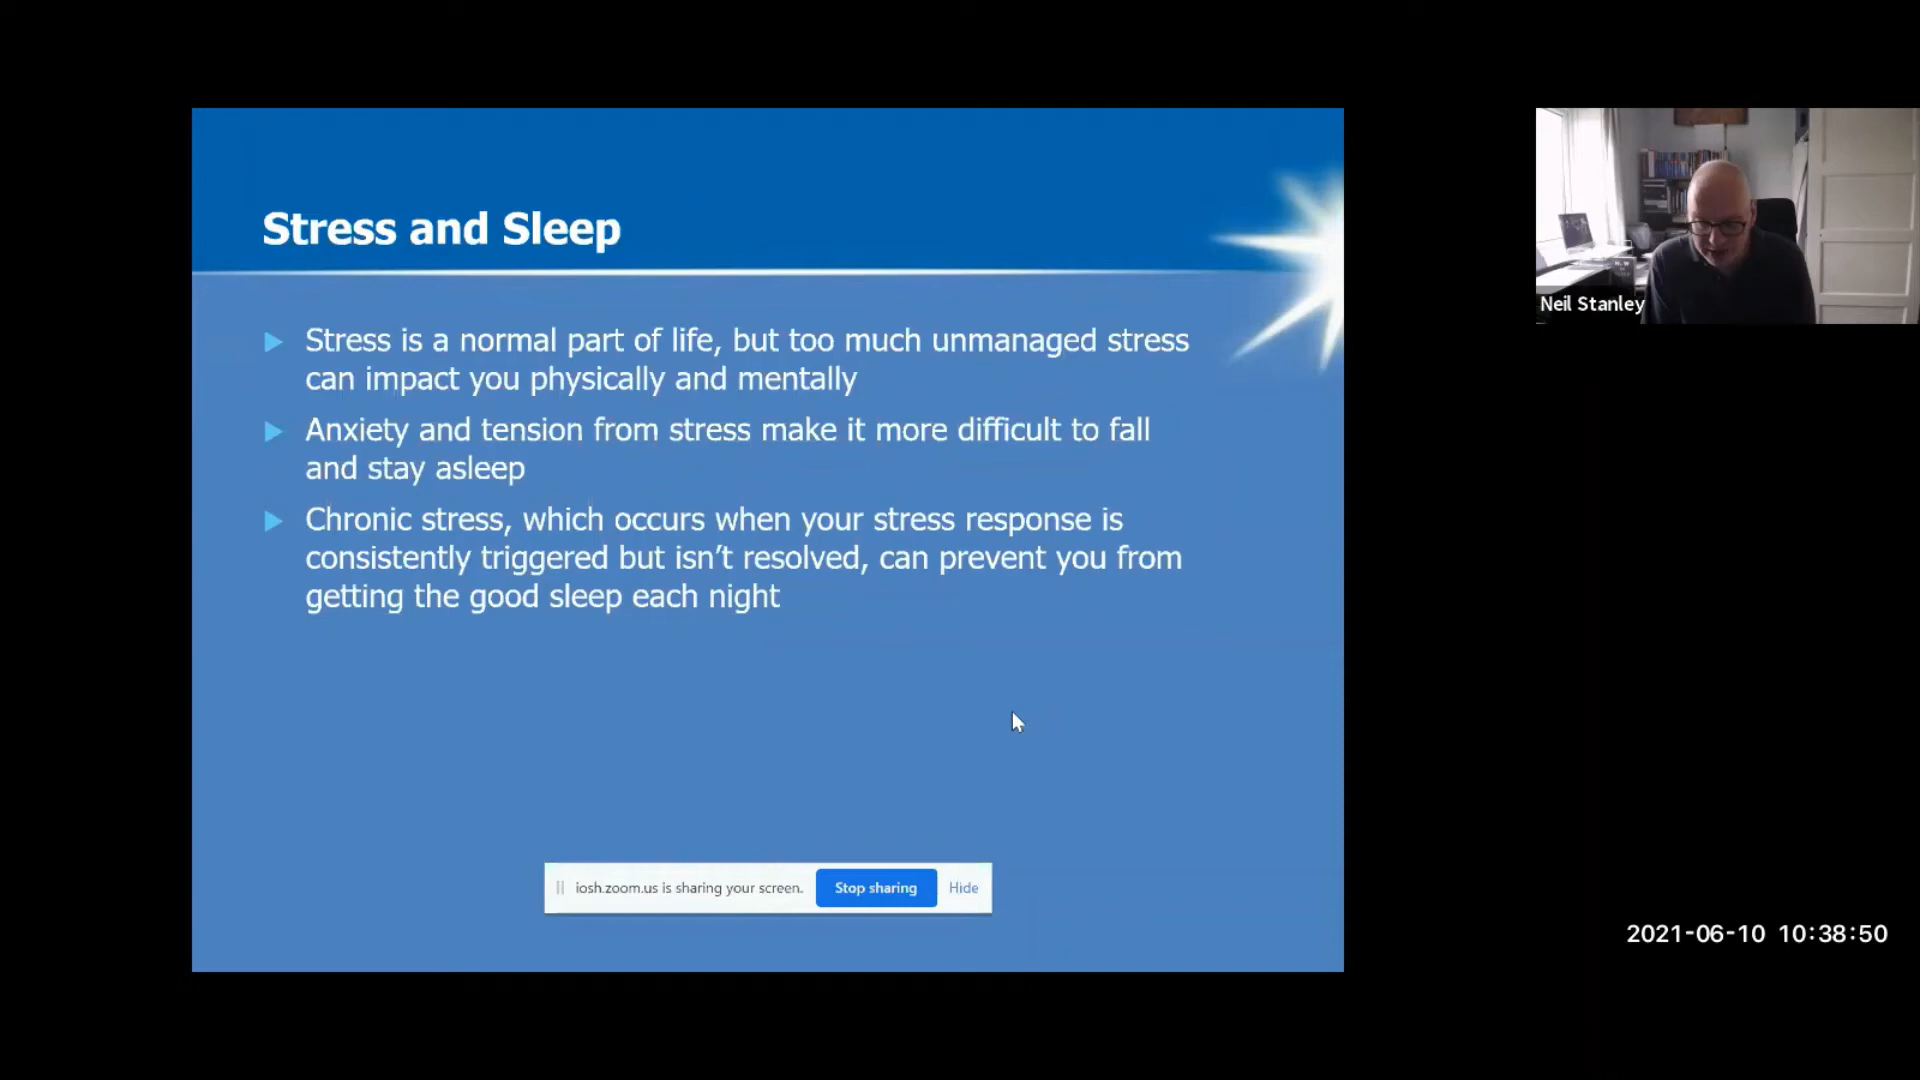 Stress and Sleep
Stress is a normal part of life, but too much unmanaged stress
can impact you physically and mentally
Anxiety and tension from stress make it more difficult to fall
and stay asleep
Chronic stress, which occurs when your stress response is
consistently triggered but isn’t resolved, can prevent you from
getting the good sleep each night
iosh.zoom.us is sharing your screen. Stop sharing Hide
Neil Stanley
2021-06-10 10:38:50